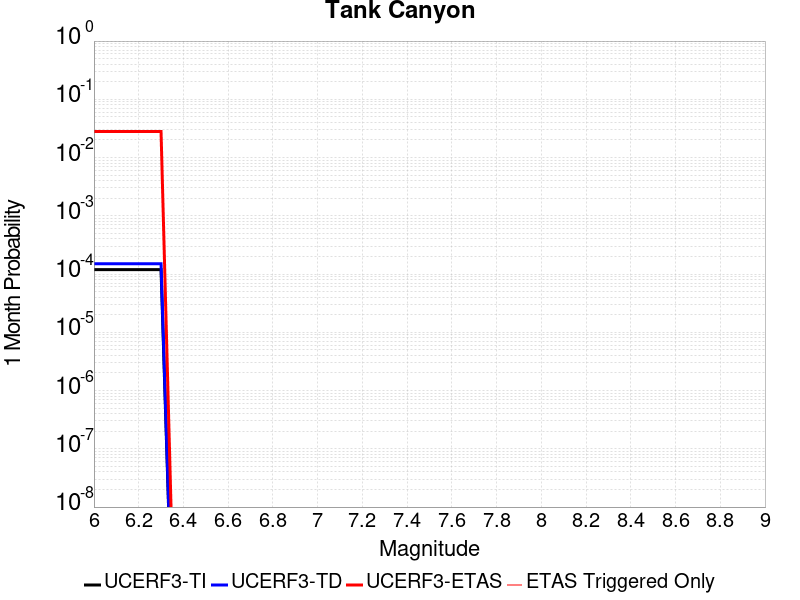 Tank Canyon
10^0
10^-1
10^-2
10^-3
10^-4
10^-5
10^-6
10^-7
10^-8
1 Month Probability
6 6.2 6.4 6.6 6.8 7 7.2 7.4 7.6 7.8 8 8.2 8.4 8.6 8.8 9
Magnitude
UCERF3-TI UCERF3-TD UCERF3-ETAS ETAS Triggered Only